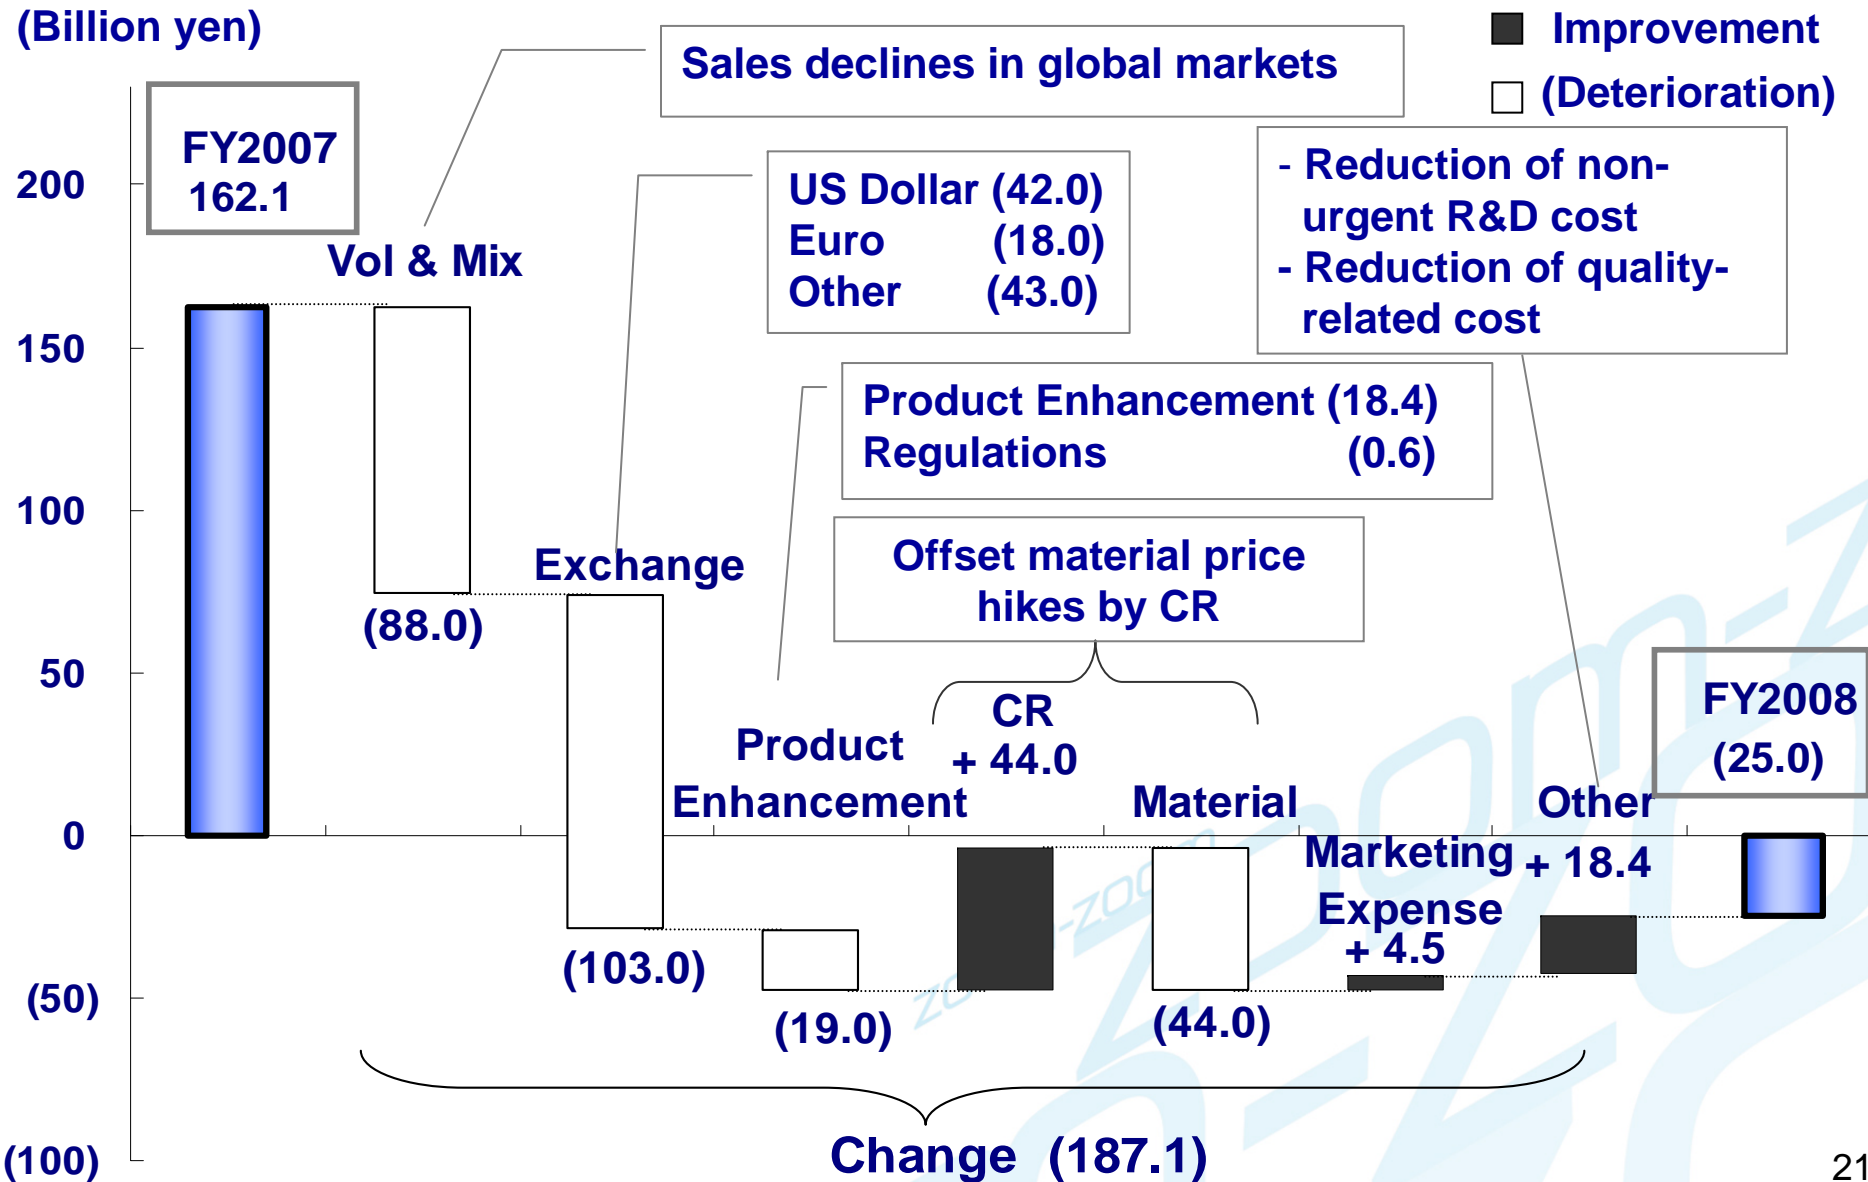 (Billion yen)
Improvement
(Deterioration)
Sales declines in global markets
FY2007
162.1
US Dollar (42.0)
Euro (18.0)
Other (43.0)
- Reduction of non-
urgent R&D cost
- Reduction of quality-
related cost
Vol & Mix
Product Enhancement (18.4)
Regulations (0.6)
Exchange
Offset material price
hikes by CR
(88.0)
CR
+ 44.0
Product
Enhancement
Material
Other
+ 18.4
FY2008
(25.0)
Marketing
Expense
+ 4.5
(103.0)
(19.0)
(44.0)
200
150
100
50
0
(50)
(100)
Change (187.1)
zoom-zoom
21